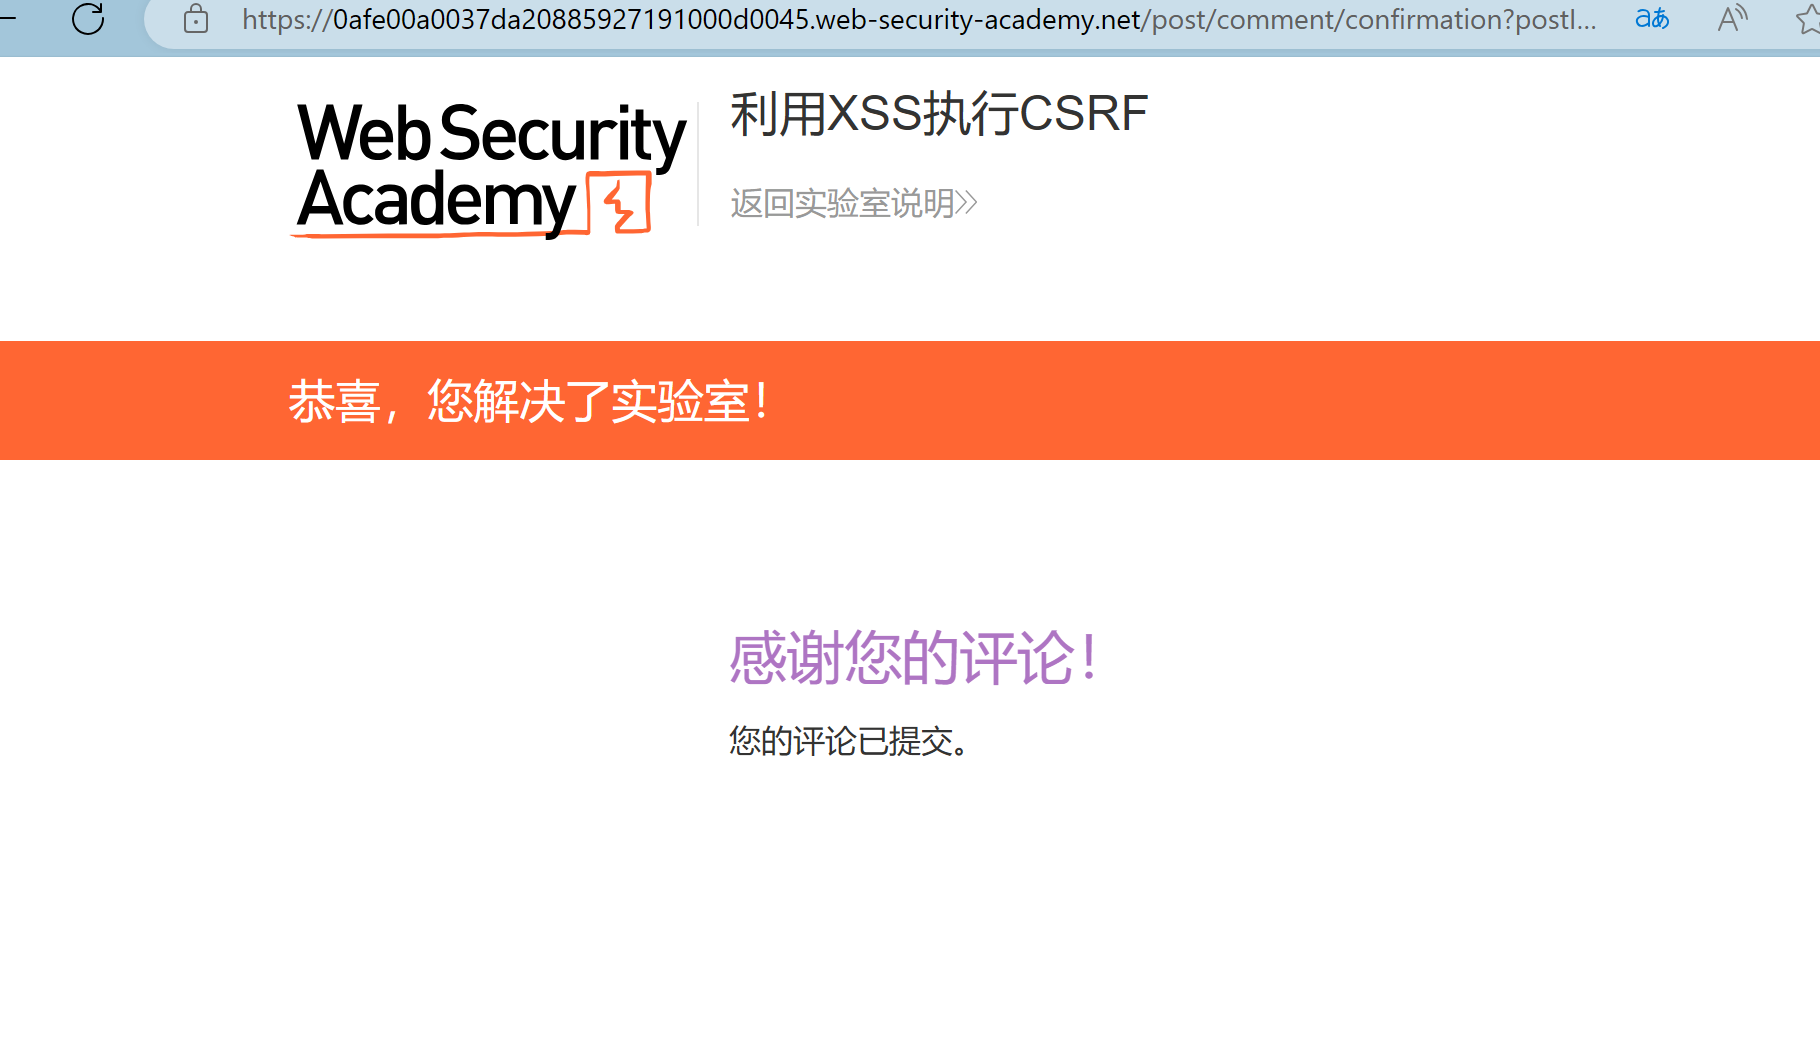 https://0afe00a0037da20885927191000d0045.web-security-academy.net/post/comment/confirmation?postI...
aあ
A
Web Security
Academy
利用XSS执行CSRF
返回实验室说明
恭喜，您解决了实验室！
感谢您的评论！
您的评论已提交。